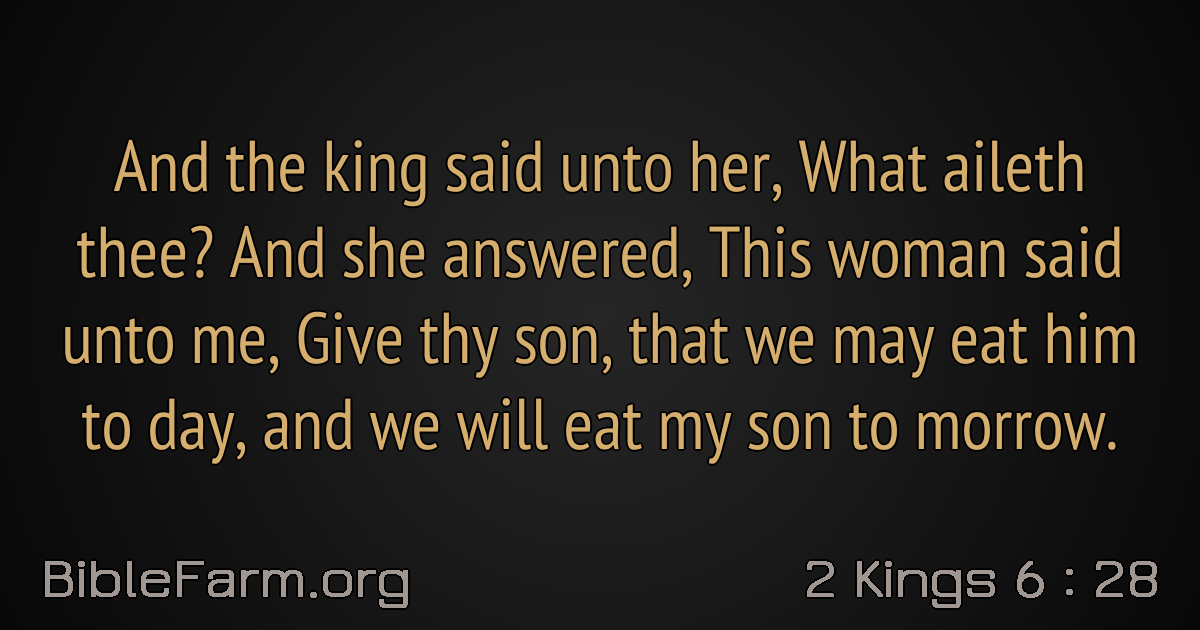 And the king said unto her, What aileth
thee? And she answered, This woman said
unto me, Give thy son, that we may eat him
to day, and we will eat my son to morrow.
BibleFarm.org
2 Kings 6 : 28